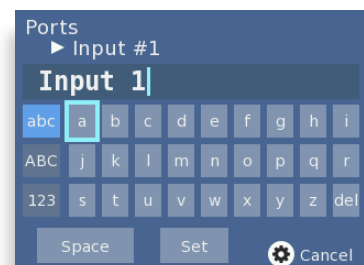 Ports
▶ Input #1
Input 1
abc a b c d e f g h i
ABC j k l m n o p q r
123 s t u v w x y z del
Space Set Cancel